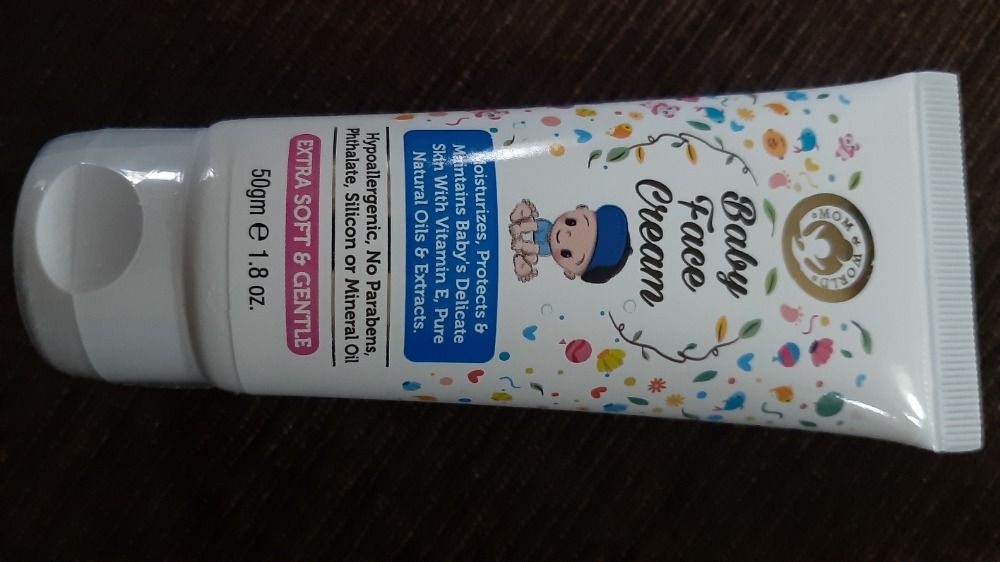 MOM & WORLD
Baby
Face
Cream
Moisturizes, Protects &
Maintains Baby's Delicate
Skin With Vitamin E, Pure
Natural Oils & Extracts.
Hypoallergenic, No Parabens,
Phthalate, Silicon or Mineral Oil
EXTRA SOFT & GENTLE
50gm e 1.8 oz.